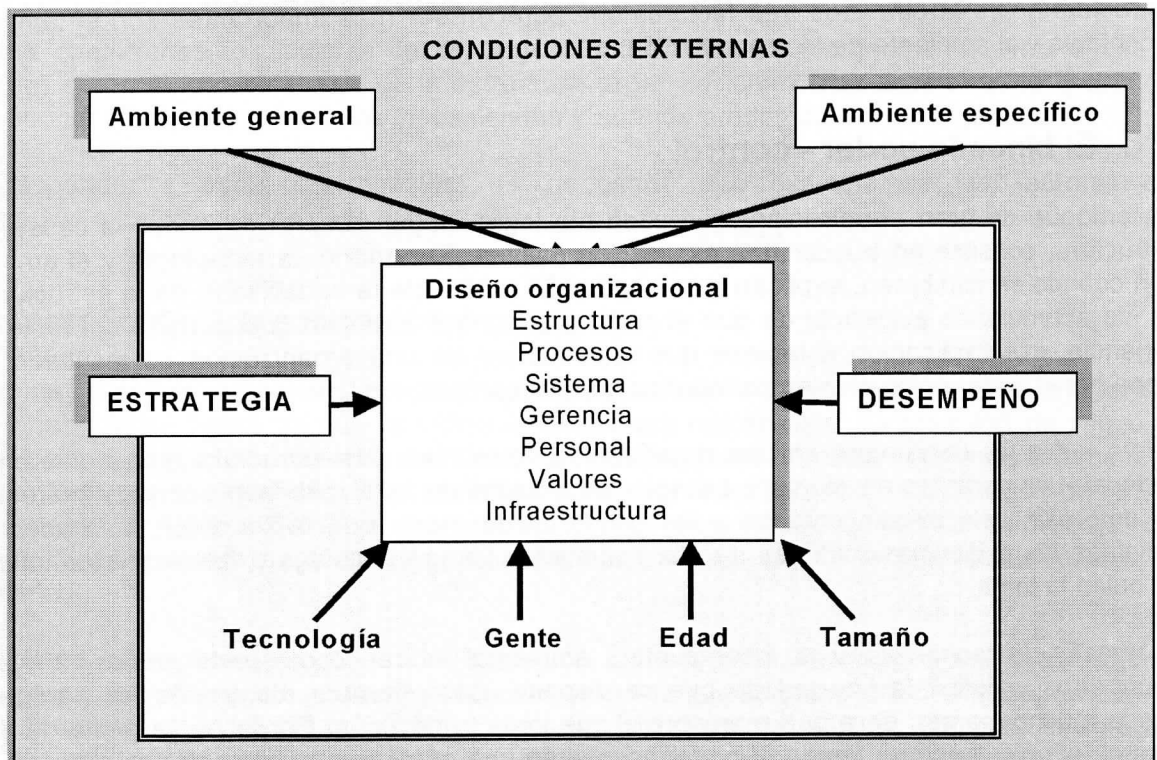 CONDICIONES EXTERNAS
Ambiente general
Ambiente específico
Diseño organizacional
Estructura
Procesos
Sistema
Gerencia
Personal
Valores
Infraestructura
ESTRATEGIA
DESEMPEÑO
Tecnología
Gente
Edad
Tamaño